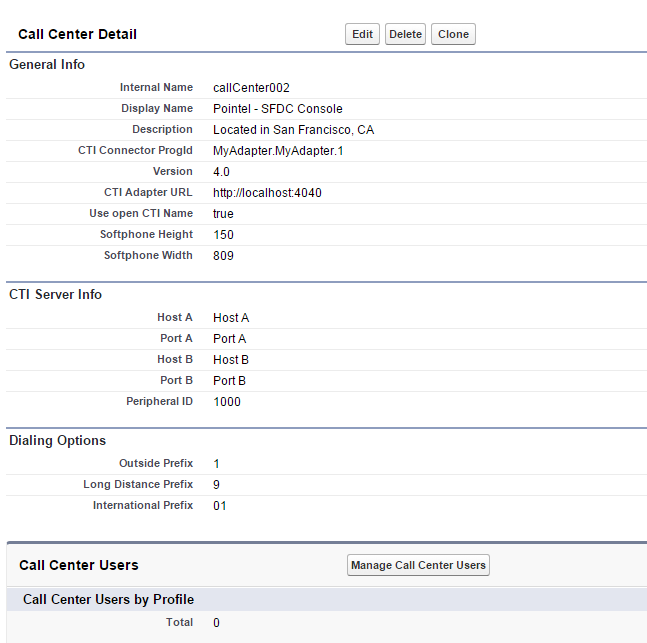 Call Center Detail Edit Delete Clone
General Info
Internal Name callCenter002
Display Name Pointel - SFDC Console
Description Located in San Francisco, CA
CTI Connector ProgId MyAdapter.MyAdapter.1
Version 4.0
CTI Adapter URL http://localhost:4040
Use open CTI Name true
Softphone Height 150
Softphone Width 809
CTI Server Info
Host A Host A
Port A Port A
Host B Host B
Port B Port B
Peripheral ID 1000
Dialing Options
Outside Prefix 1
Long Distance Prefix 9
International Prefix 01
Call Center Users Manage Call Center Users
Call Center Users by Profile
Total 0